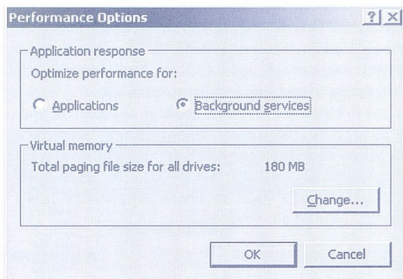 Performance Options
Application response
Optimize performance for:
Applications
Background services
Virtual memory
Total paging file size for all drives: 180 MB
Change...
OK Cancel